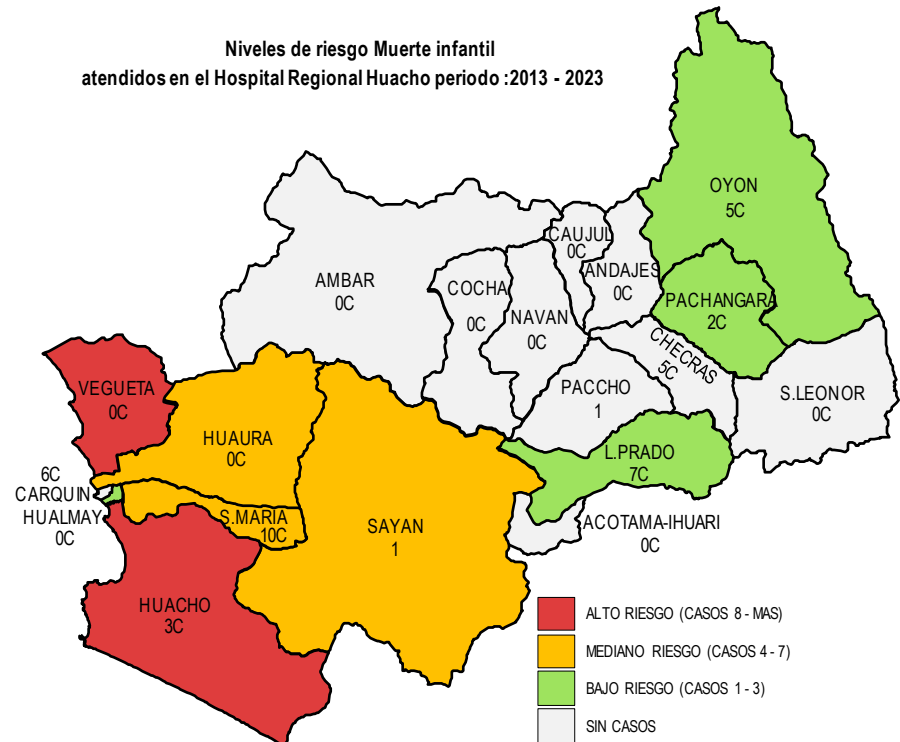 Niveles de riesgo Muerte infantil
atendidos en el Hospital Regional Huacho periodo :2013 - 2023
OYON
5C
CAUJUL
0C
ANDAJES
0C
AMBAR
0C
COCHA
0C
NAVAN
0C
PACHANGARA
2C
CHECRAS
5C
PACCHO
1
S.LEONOR
0C
VEGUETA
0C
HUAURA
0C
L.PRADO
7C
6C
CARQUIN
HUALMAY
0C
S.MARIA
10C
SAYAN
1
ACOTAMA-IHUARI
0C
HUACHO
3C
ALTO RIESGO (CASOS 8 - MAS)
MEDIANO RIESGO (CASOS 4 - 7)
BAJO RIESGO (CASOS 1 - 3)
SIN CASOS